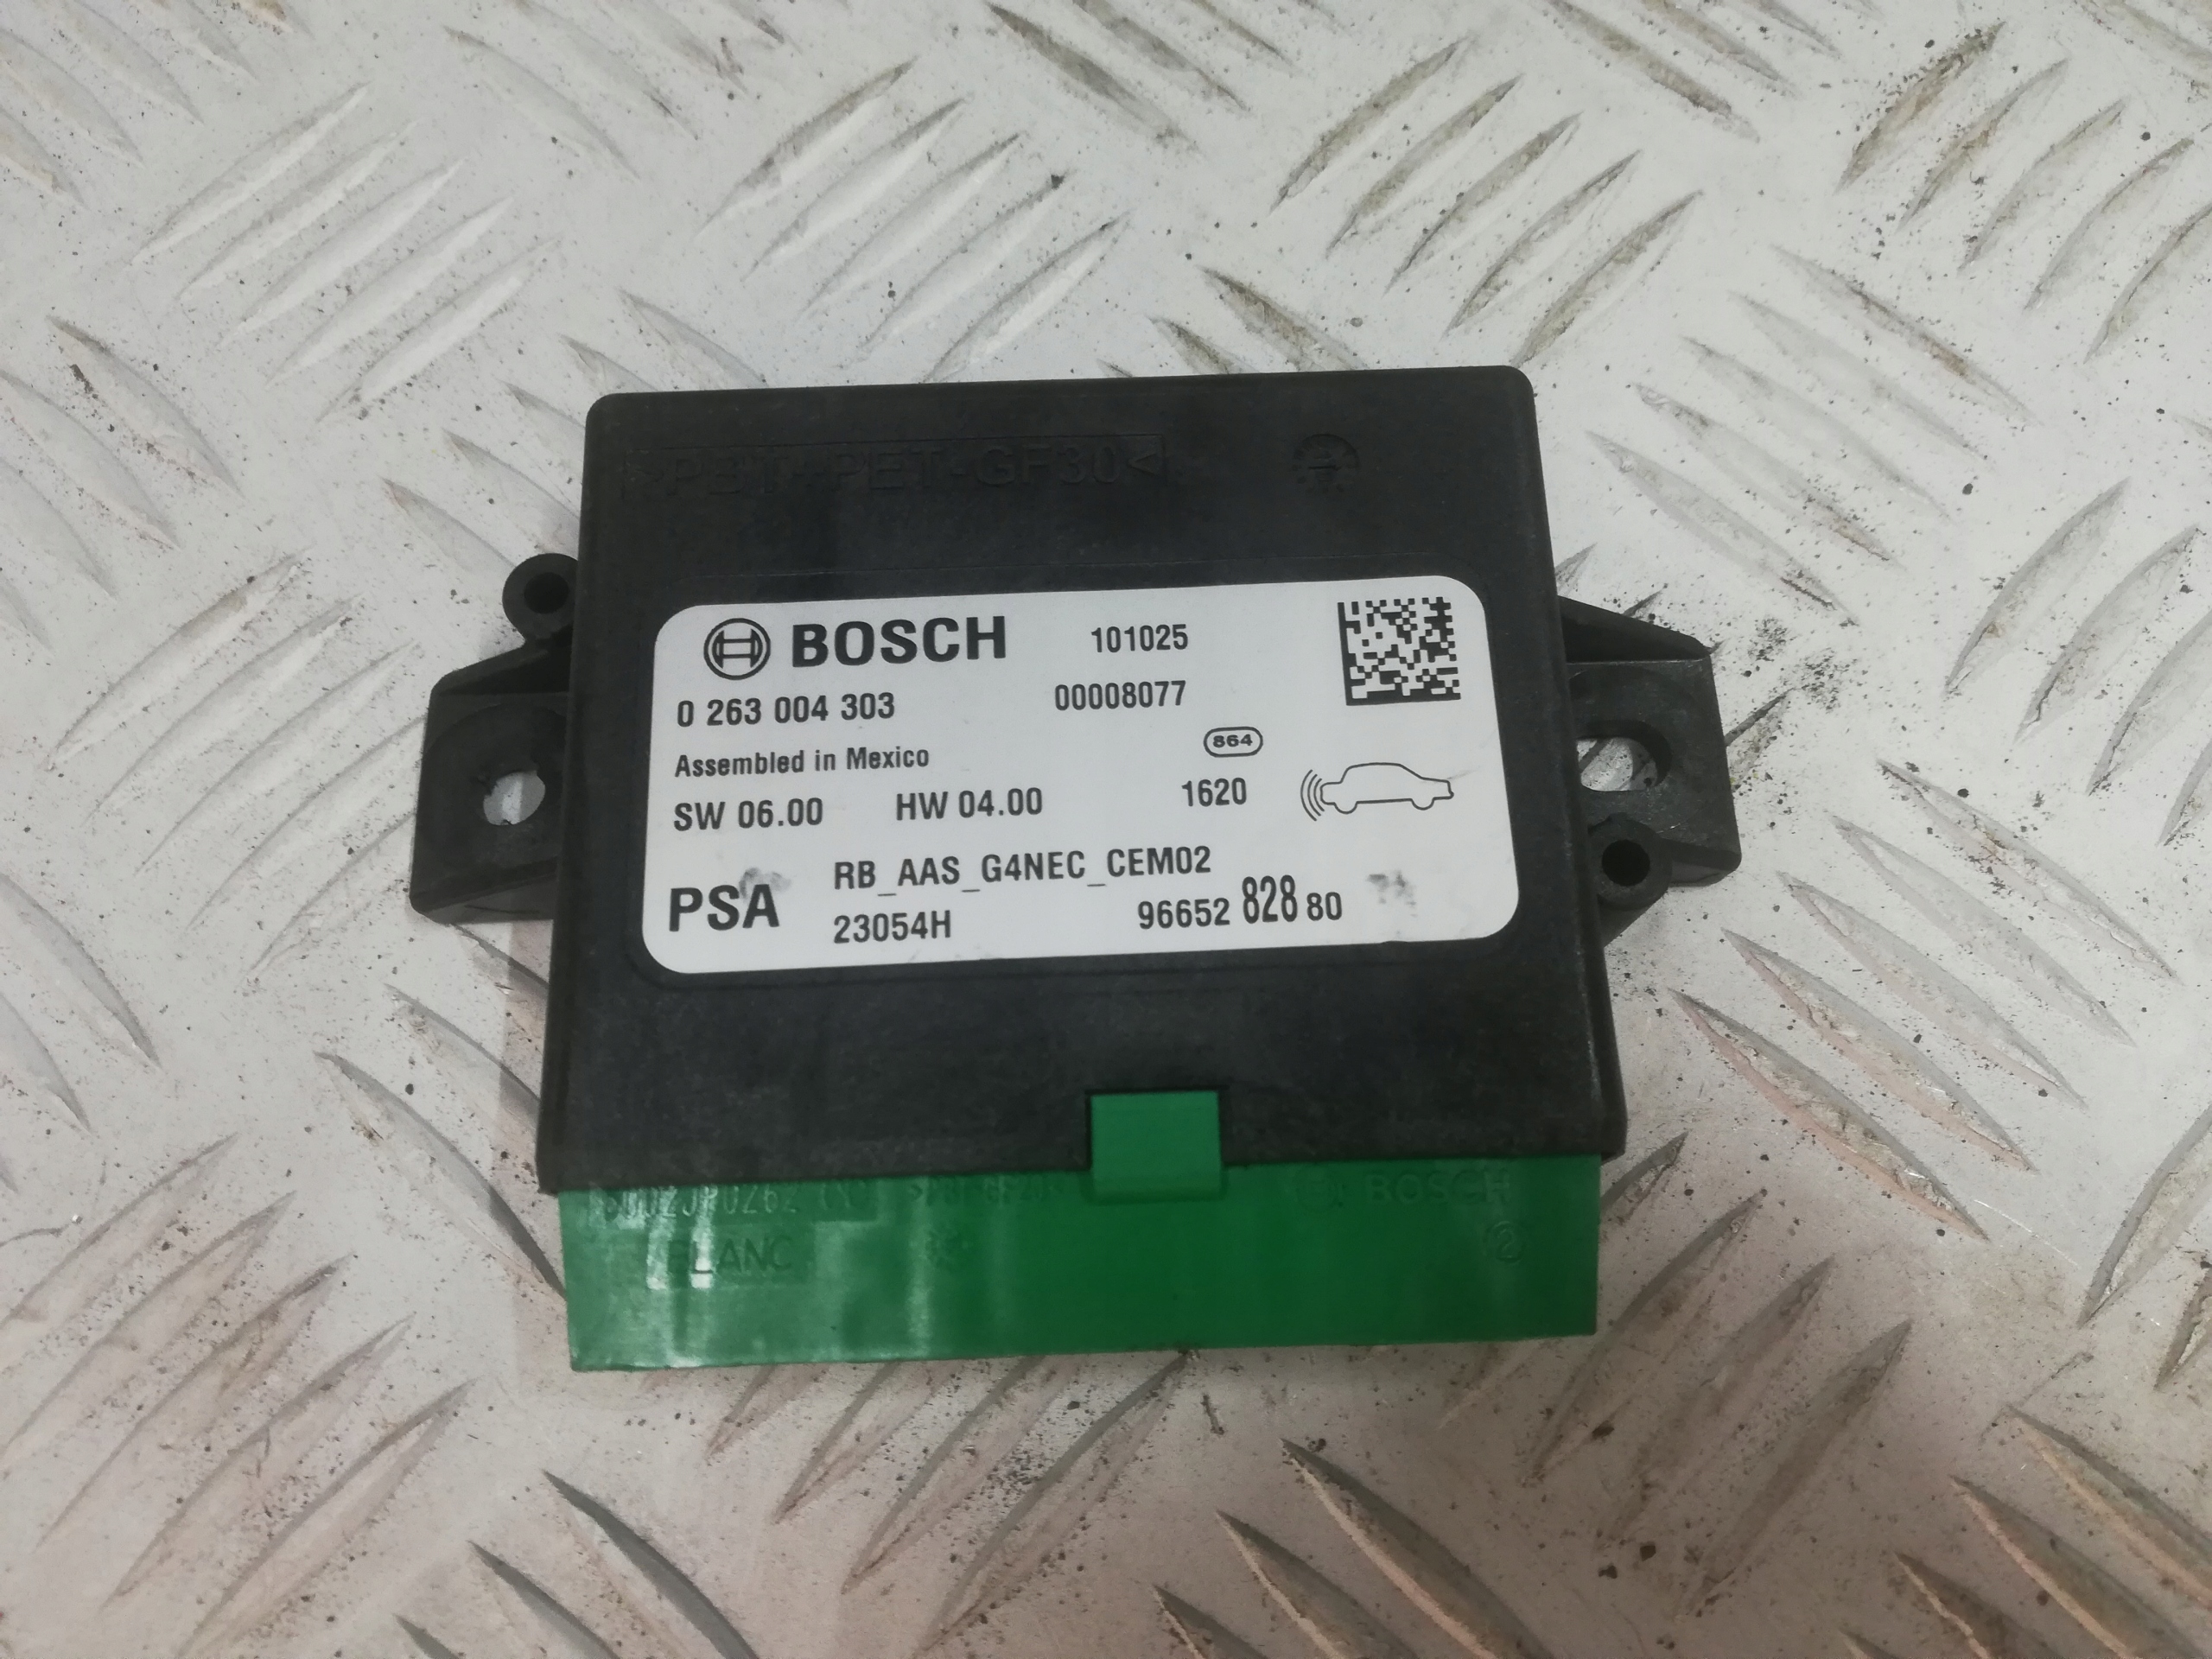 >PET+PET-GF30<
BOSCH 101025
0 263 004 303 00008077
Assembled in Mexico 864
SW 06.00 HW 04.00 1620
RB_AAS_G4NEC_CEM02
PSA 23054H 96652 828 80
BOSCH
BLANC 2